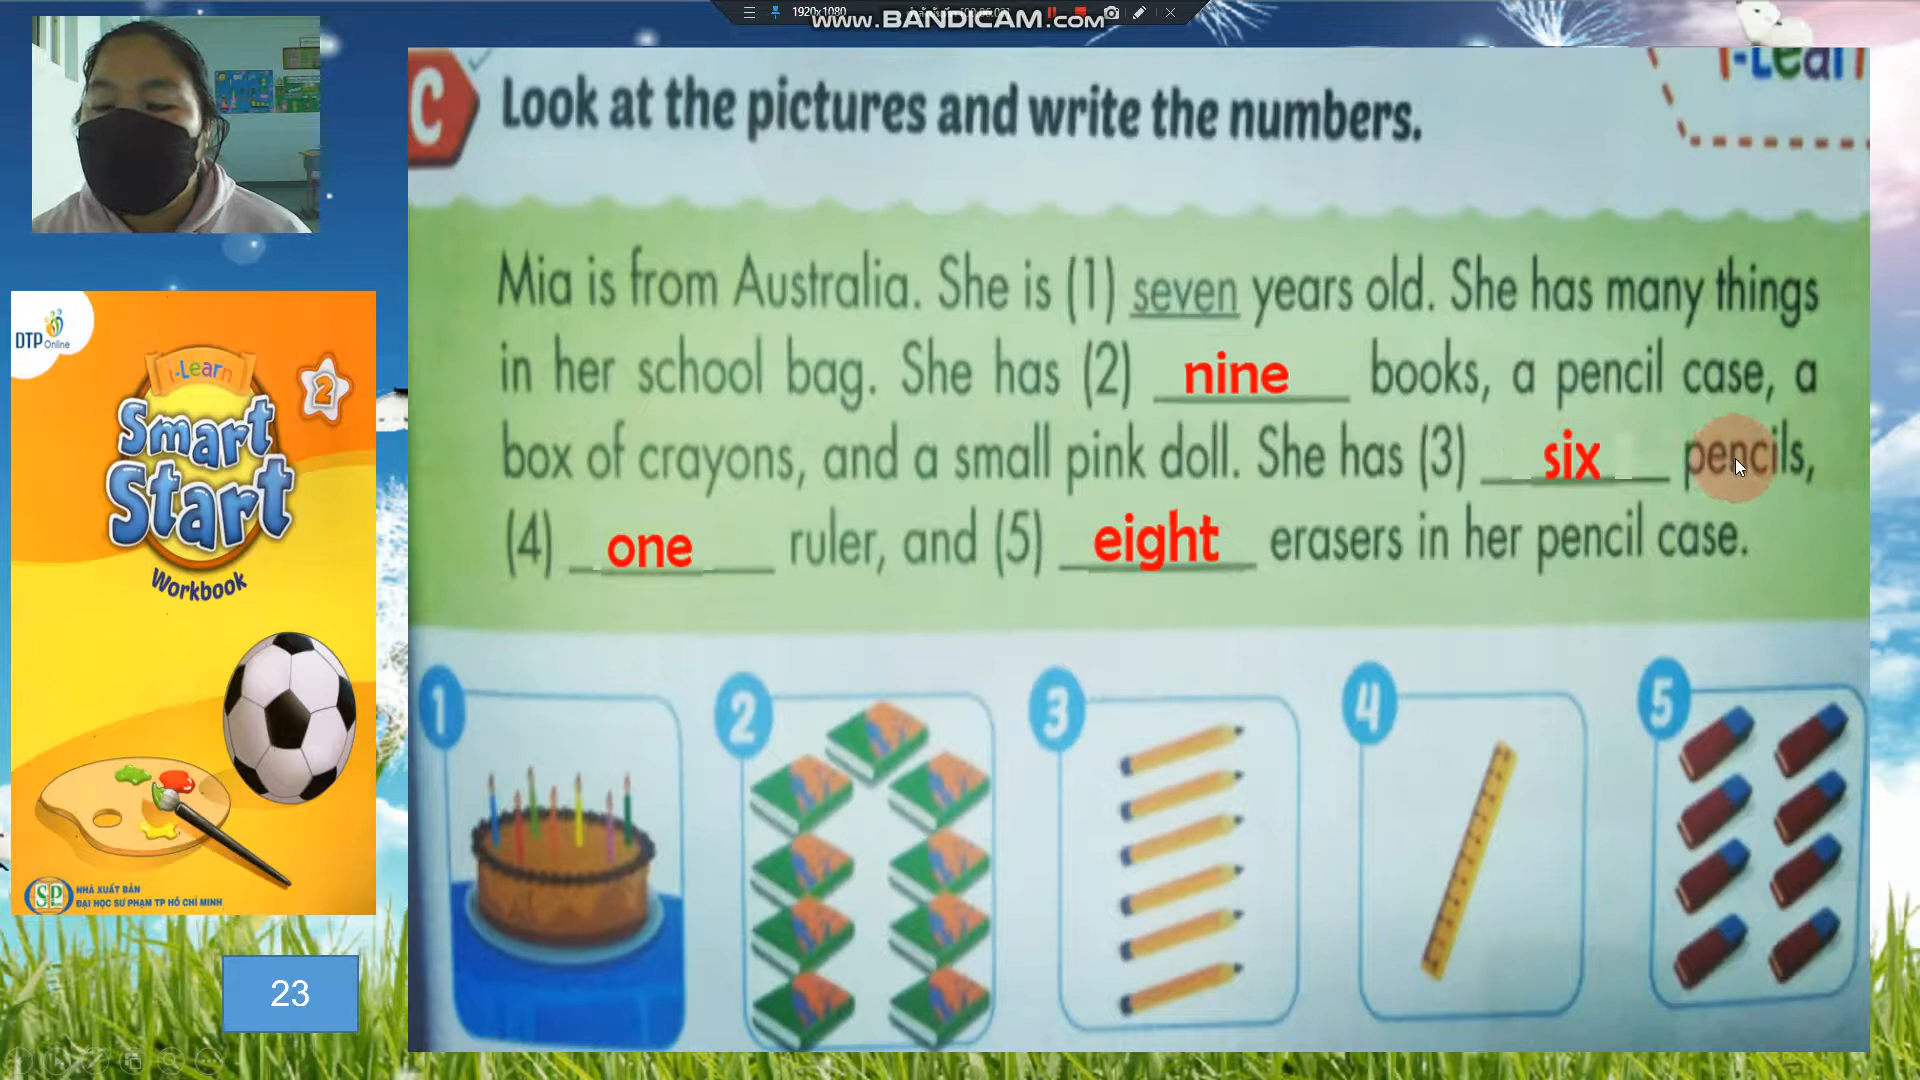 1920x1080
www.BANDICAM.com
C Look at the pictures and write the numbers.
i-Learn
Mia is from Australia. She is (1) seven years old. She has many things
in her school bag. She has (2) nine books, a pencil case, a
box of crayons, and a small pink doll. She has (3) six pencils,
(4) one ruler, and (5) eight erasers in her pencil case.
1
2
3
4
5
DTP Online
i-Learn
2
Smart
Start
Workbook
SP
NHÀ XUẤT BẢN
ĐẠI HỌC SƯ PHẠM TP HỒ CHÍ MINH
23